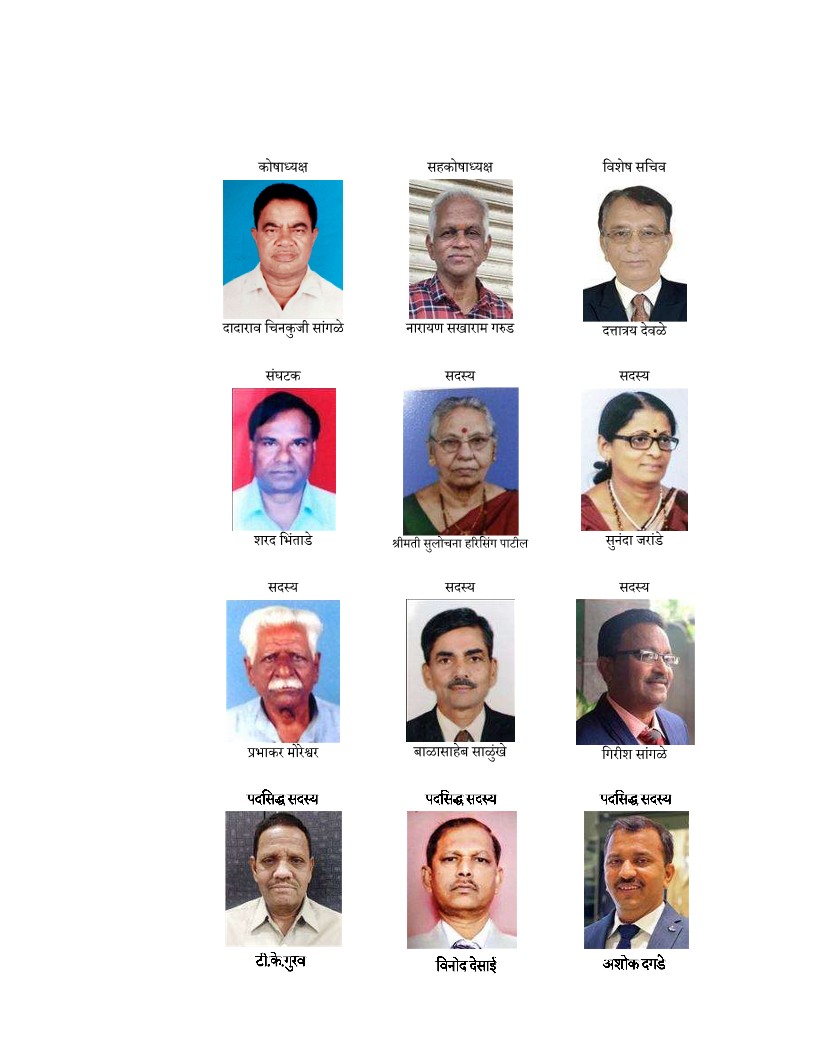 कोषाध्यक्ष सहकोषाध्यक्ष विशेष सचिव
दादाराव चिनकुजी सांगळे नारायण सखाराम गरुड दत्तात्रय देवळे
संघटक सदस्य सदस्य
शरद भिंताडे श्रीमती सुलोचना हरिसिंग पाटील सुनंदा जरांडे
सदस्य सदस्य सदस्य
प्रभाकर मोरेश्वर बाळासाहेब साळुंखे गिरीश सांगळे
पदसिद्ध सदस्य पदसिद्ध सदस्य पदसिद्ध सदस्य
टी.के.गुरव विनोद देसाई अशोक दगडे